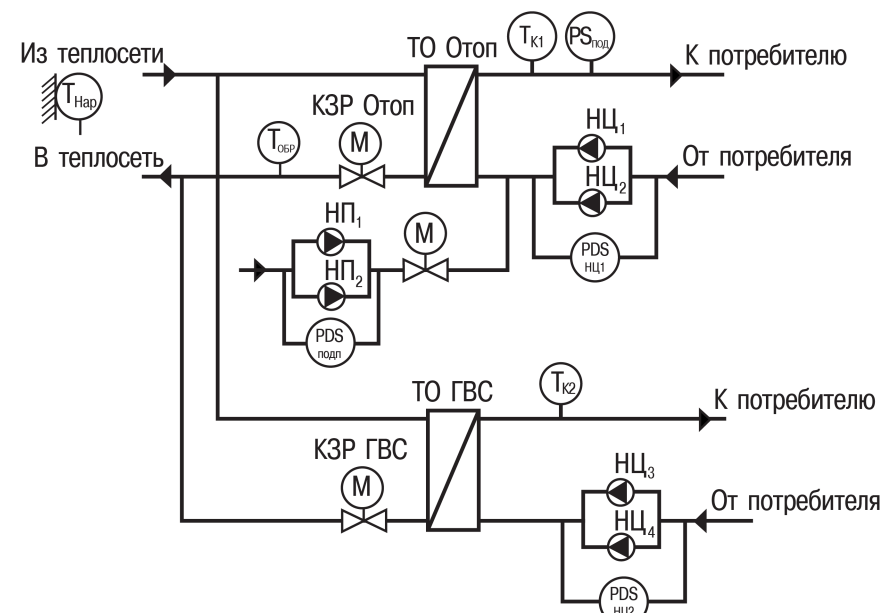 Из теплосети
ТО Отоп
Tк1
PSпод
К потребителю
TНар
КЗР Отоп
НЦ1
В теплосеть
TОБР
М
НЦ2
От потребителя
НП1
М
PDS
НЦ1
НП2
PDS
подп
ТО ГВС
Tк2
К потребителю
КЗР ГВС
М
НЦ3
От потребителя
НЦ4
PDS
НЦ2